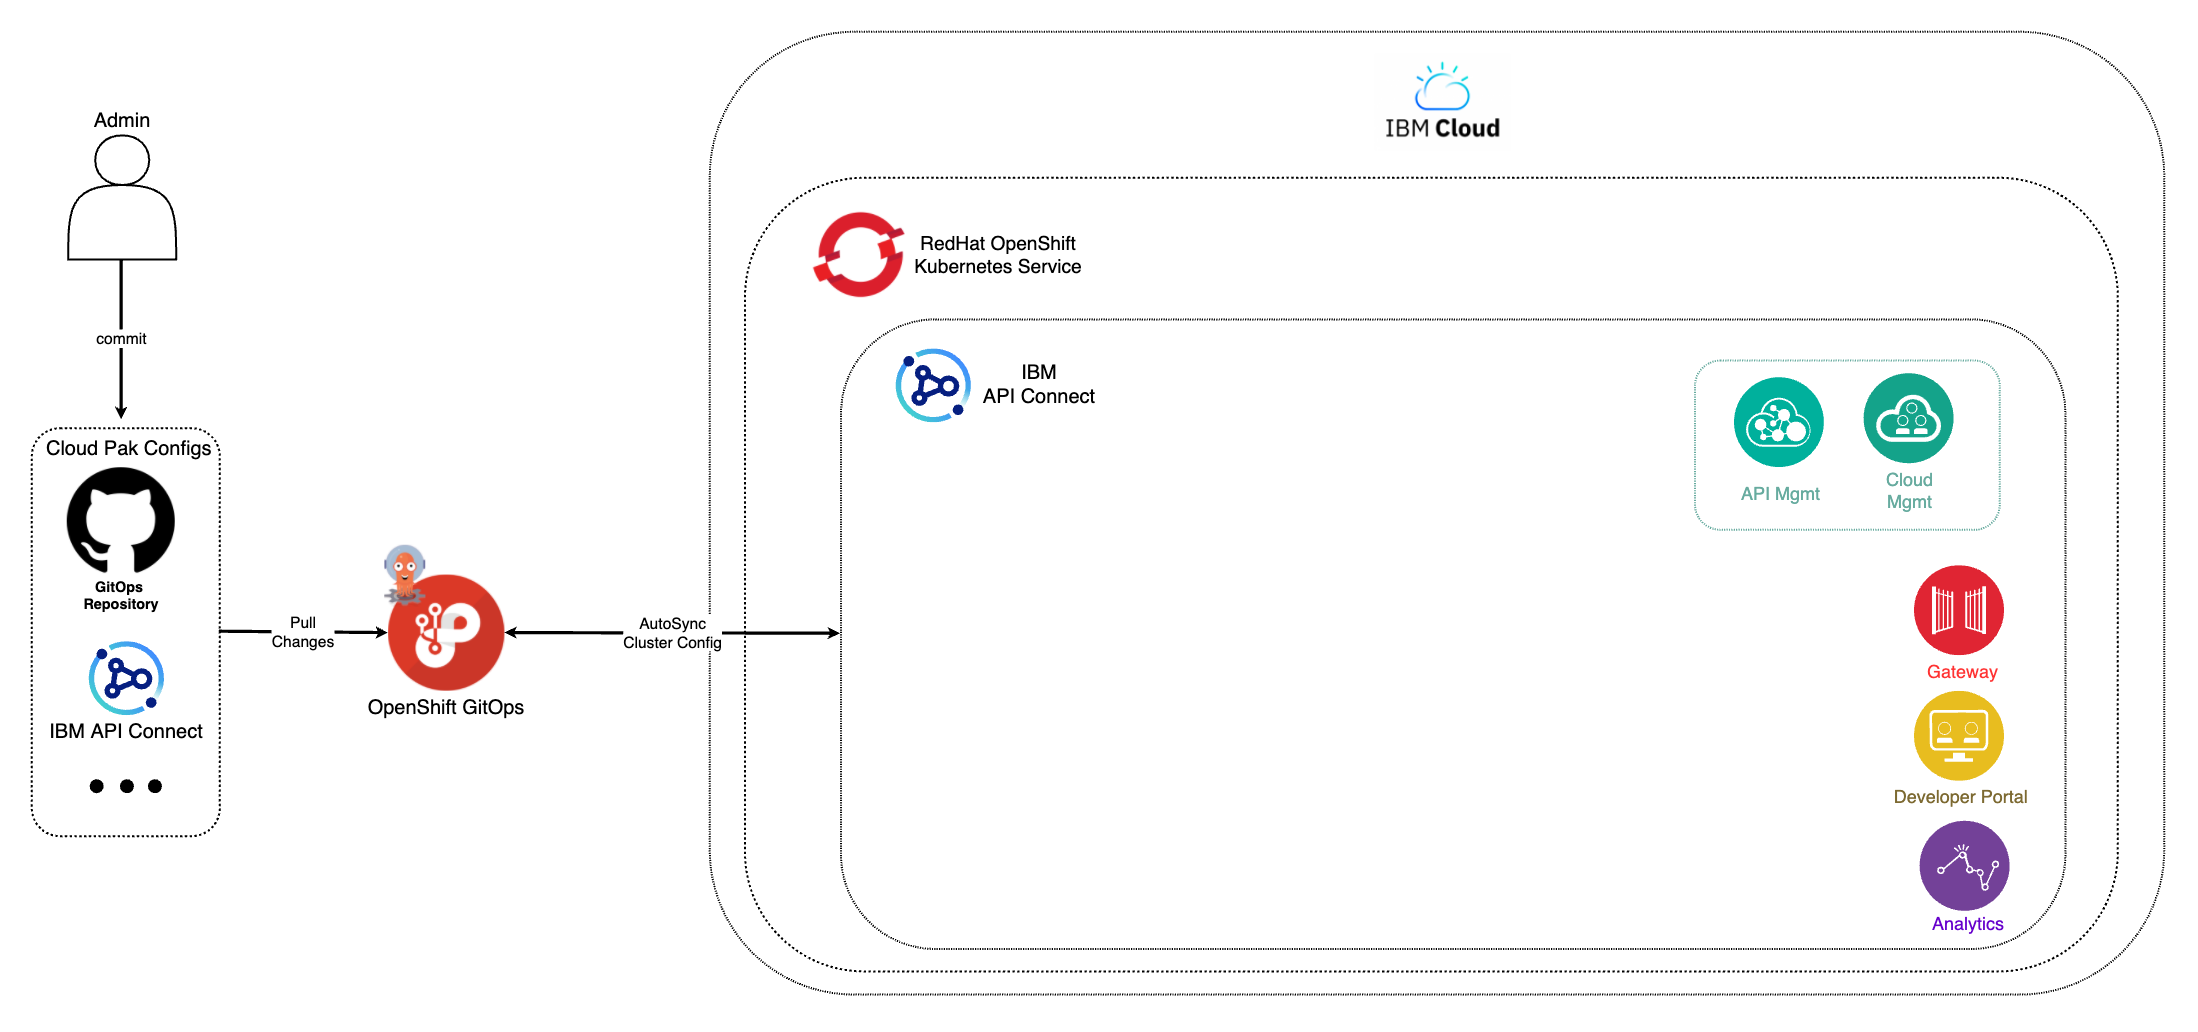 Admin
commit
Cloud Pak Configs
GitOps
Repository
IBM API Connect
Pull
Changes
OpenShift GitOps
AutoSync
Cluster Config
IBM Cloud
RedHat OpenShift
Kubernetes Service
IBM
API Connect
API Mgmt
Cloud
Mgmt
Gateway
Developer Portal
Analytics